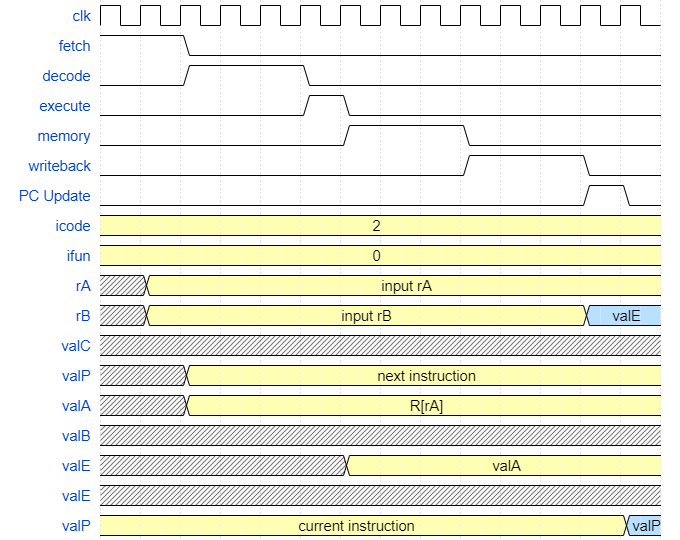 clk
fetch
decode
execute
memory
writeback
PC Update
icode 2
ifun 0
rA input rA
rB input rB valE
valC
valP next instruction
valA R[rA]
valB
valE valA
valE
valP current instruction valP